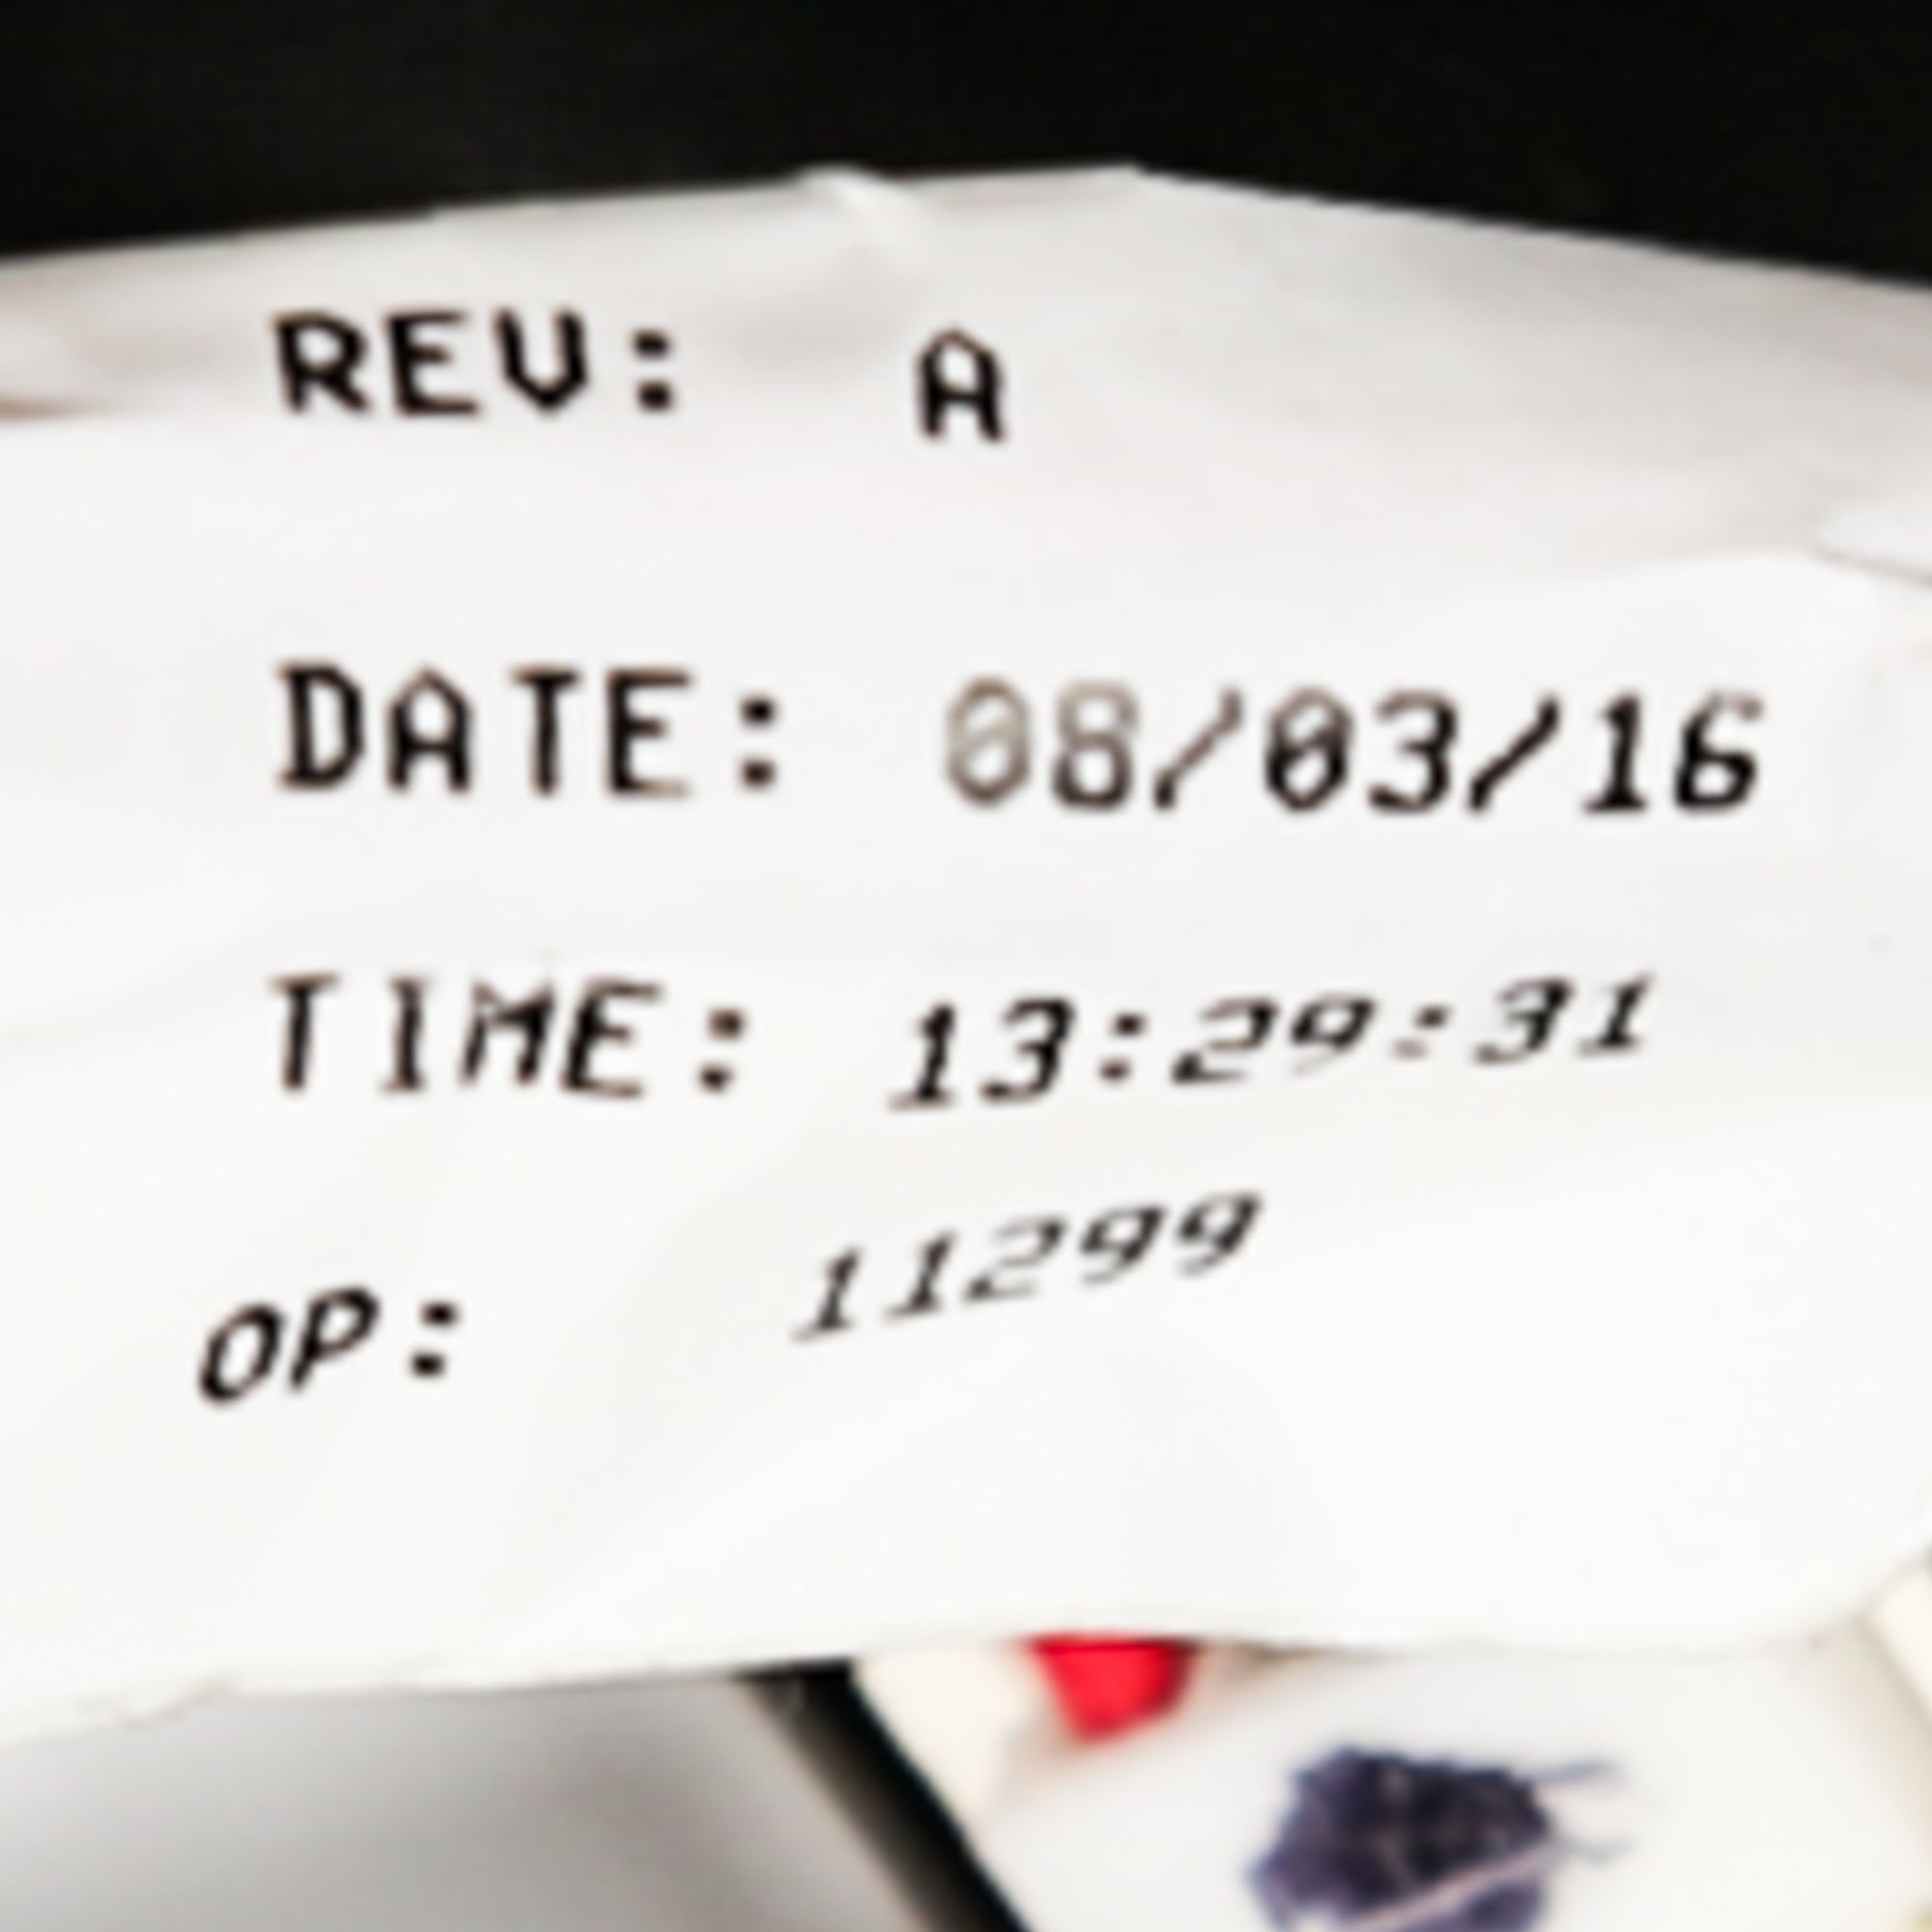 REV: A
DATE: 08/03/16
TIME: 13:29:31
OP: 11299